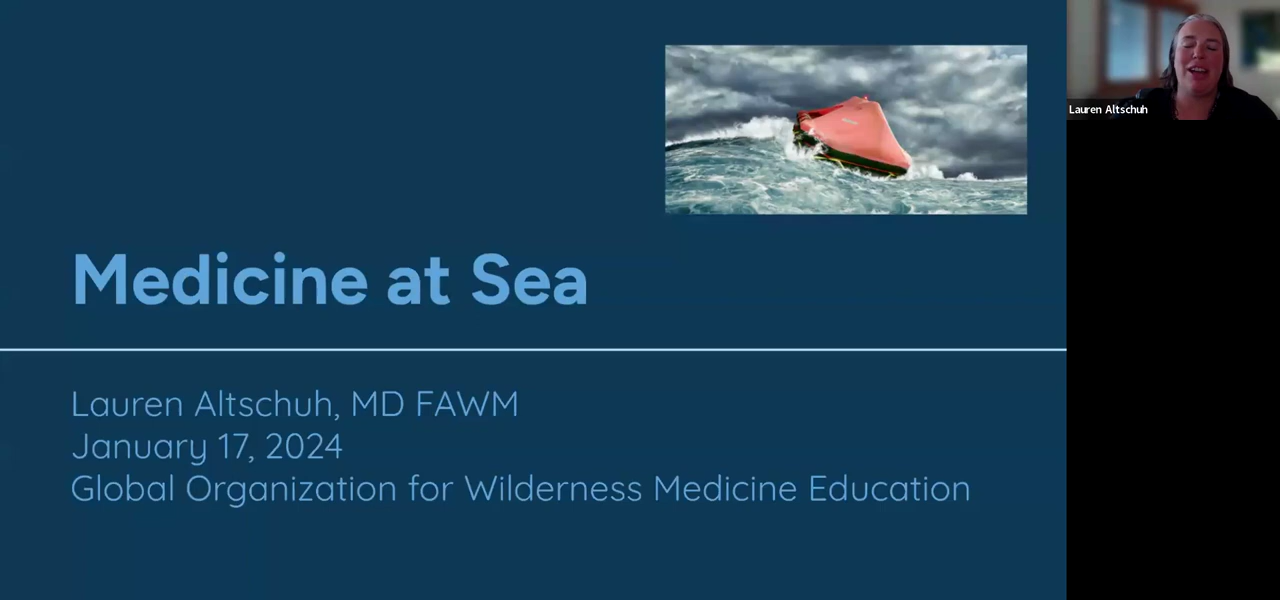 Medicine at Sea
Lauren Altschuh, MD FAWM
January 17, 2024
Global Organization for Wilderness Medicine Education
Lauren Altschuh